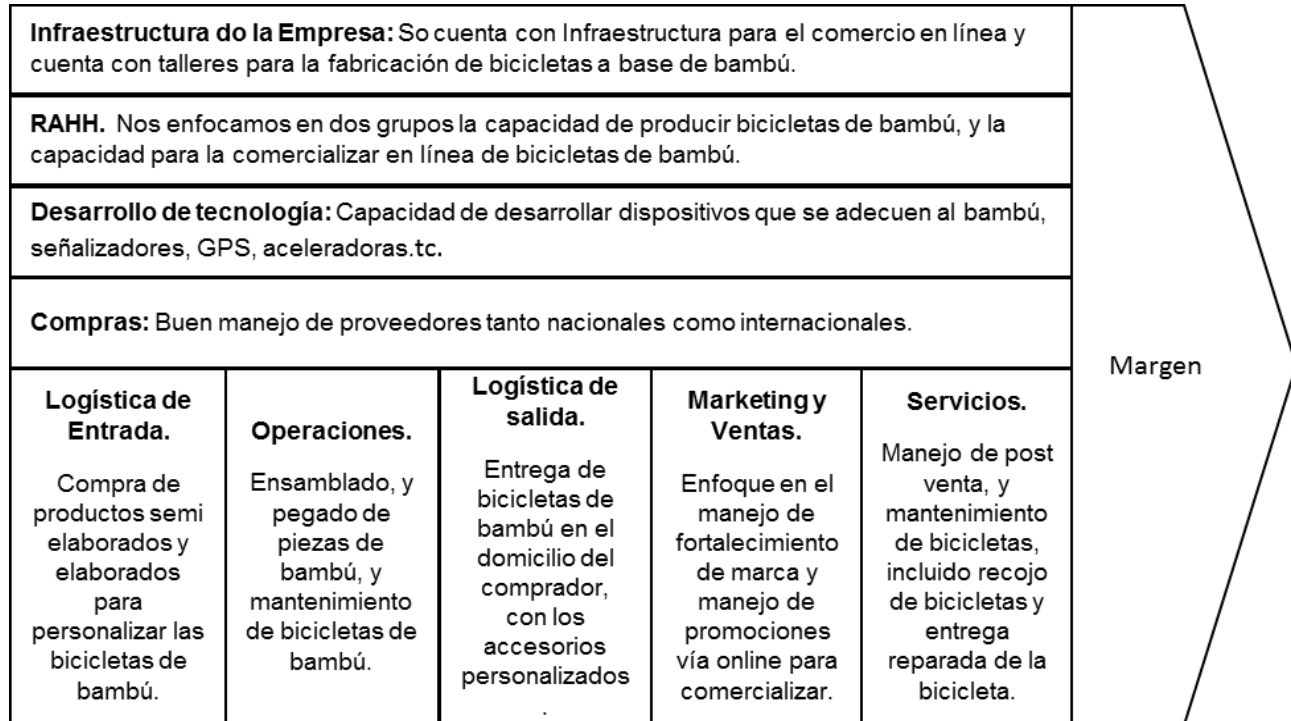 Infraestructura do la Empresa: So cuenta con Infraestructura para el comercio en línea y
cuenta con talleres para la fabricación de bicicletas a base de bambú.
RAHH. Nos enfocamos en dos grupos la capacidad de producir bicicletas de bambú, y la
capacidad para la comercializar en línea de bicicletas de bambú.
Desarrollo de tecnología: Capacidad de desarrollar dispositivos que se adecuen al bambú,
señalizadores, GPS, aceleradoras.tc.
Compras: Buen manejo de proveedores tanto nacionales como internacionales.
Logística de
Entrada.
Compra de
productos semi
elaborados y
elaborados
para
personalizar las
bicicletas de
bambú.
Operaciones.
Ensamblado, y
pegado de
piezas de
bambú, y
mantenimiento
de bicicletas de
bambú.
Logística de
salida.
Entrega de
bicicletas de
bambú en el
domicilio del
comprador,
con los
accesorios
personalizados
.
Marketing y
Ventas.
Enfoque en el
manejo de
fortalecimiento
de marca y
manejo de
promociones
vía online para
comercializar.
Servicios.
Manejo de post
venta, y
mantenimiento
de bicicletas,
incluido recojo
de bicicletas y
entrega
reparada de la
bicicleta.
Margen